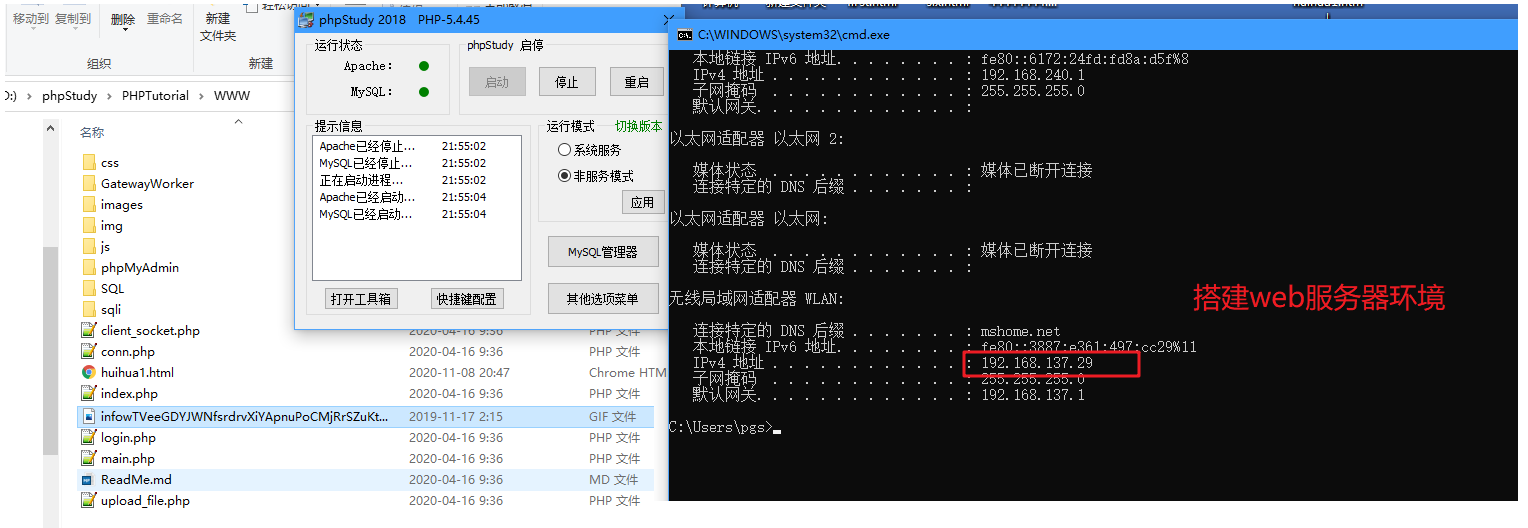 移动到 复制到 删除 重命名 新建 文件夹
组织 新建
phpStudy 2018 PHP-5.4.45
运行状态
Apache:
MySQL:
phpStudy 启停
启动 停止 重启
提示信息
Apache已经停止... 21:55:02
MySQL已经停止... 21:55:02
正在启动进程... 21:55:02
Apache已经启动... 21:55:04
MySQL已经启动... 21:55:04
运行模式 切换版本
系统服务
非服务模式
应用
MySQL管理器
打开工具箱 快捷键配置 其他选项菜单
phpStudy > PHPTutorial > WWW
名称
css
GatewayWorker
images
img
js
phpMyAdmin
SQL
sqli
client_socket.php 2020-04-16 9:36 PHP 文件
conn.php 2020-04-16 9:36 PHP 文件
huihua1.html 2020-11-08 20:47 Chrome HTM
index.php 2020-04-16 9:36 PHP 文件
infowTVeeGDYJWNfsrdrvXiYApnuPoCMjRrSZuKt... 2019-11-17 2:15 GIF 文件
login.php 2020-04-16 9:36 PHP 文件
main.php 2020-04-16 9:36 PHP 文件
ReadMe.md 2020-04-16 9:36 MD 文件
upload_file.php 2020-04-16 9:36 PHP 文件
C:\WINDOWS\system32\cmd.exe
本地链接 IPv6 地址. . . . . . . . : fe80::6172:24fd:fd8a:d5f%8
IPv4 地址 . . . . . . . . . . . . : 192.168.240.1
子网掩码 . . . . . . . . . . . . : 255.255.255.0
默认网关. . . . . . . . . . . . . :
以太网适配器 以太网 2:
媒体状态 . . . . . . . . . . . . : 媒体已断开连接
连接特定的 DNS 后缀 . . . . . . . :
以太网适配器 以太网:
媒体状态 . . . . . . . . . . . . : 媒体已断开连接
连接特定的 DNS 后缀 . . . . . . . :
无线局域网适配器 WLAN:
连接特定的 DNS 后缀 . . . . . . . : mshome.net
本地链接 IPv6 地址. . . . . . . . : fe80::3887:e361:497:cc29%11
IPv4 地址 . . . . . . . . . . . . : 192.168.137.29
子网掩码 . . . . . . . . . . . . : 255.255.255.0
默认网关. . . . . . . . . . . . . : 192.168.137.1
C:\Users\pgs>
搭建web服务器环境